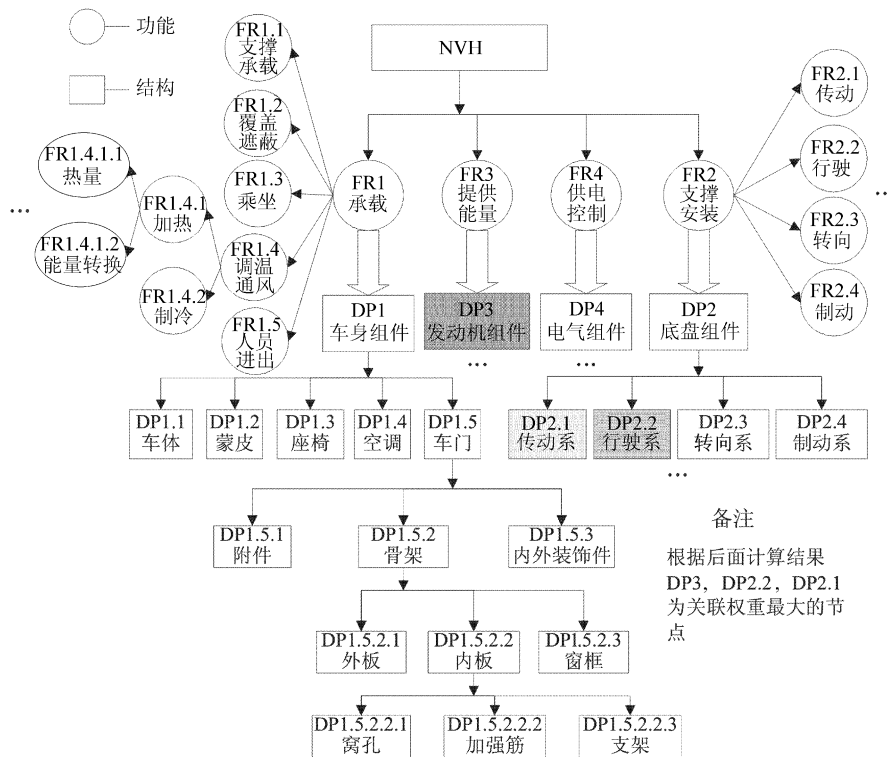 功能
结构
NVH
FR1.1
支撑
承载
FR1.2
覆盖
遮蔽
FR1.3
乘坐
FR1.4
调温
通风
FR1.5
人员
进出
FR1.4.1.1
热量
FR1.4.1.2
能量转换
FR1.4.1
加热
FR1.4.2
制冷
...
FR1
承载
FR3
提供
能量
FR4
供电
控制
FR2
支撑
安装
FR2.1
传动
FR2.2
行驶
FR2.3
转向
FR2.4
制动
...
DP1
车身组件
DP3
发动机组件
DP4
电气组件
DP2
底盘组件
...
...
DP1.1
车体
DP1.2
蒙皮
DP1.3
座椅
DP1.4
空调
DP1.5
车门
DP2.1
传动系
DP2.2
行驶系
DP2.3
转向系
DP2.4
制动系
...
DP1.5.1
附件
DP1.5.2
骨架
DP1.5.3
内外装饰件
备注
根据后面计算结果
DP3，DP2.2，DP2.1
为关联权重最大的节
点
DP1.5.2.1
外板
DP1.5.2.2
内板
DP1.5.2.3
窗框
DP1.5.2.2.1
窝孔
DP1.5.2.2.2
加强筋
DP1.5.2.2.3
支架